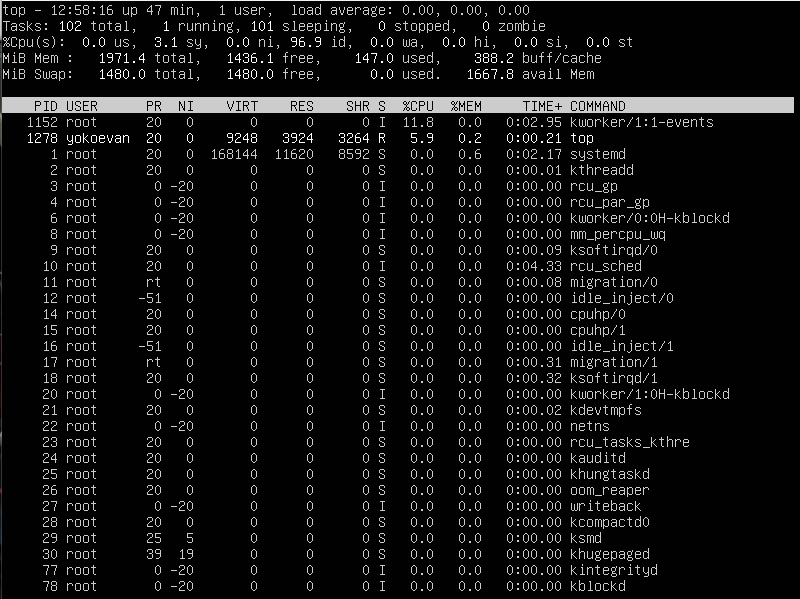 top - 12:58:16 up 47 min,  1 user,  load average: 0.00, 0.00, 0.00
Tasks: 102 total,   1 running, 101 sleeping,   0 stopped,   0 zombie
%Cpu(s):  0.0 us,  3.1 sy,  0.0 ni, 96.9 id,  0.0 wa,  0.0 hi,  0.0 si,  0.0 st
MiB Mem :   1971.4 total,   1436.1 free,    147.0 used,    388.2 buff/cache
MiB Swap:   1480.0 total,   1480.0 free,      0.0 used.   1667.8 avail Mem
PID USER      PR  NI    VIRT    RES    SHR S  %CPU  %MEM     TIME+ COMMAND
1152 root      20   0       0      0      0 I  11.8   0.0   0:02.95 kworker/1:1-events
1278 yokoevan  20   0    9248   3924   3264 R   5.9   0.2   0:00.21 top
1 root      20   0  168144  11620   8592 S   0.0   0.6   0:02.17 systemd
2 root      20   0       0      0      0 S   0.0   0.0   0:00.01 kthreadd
3 root       0 -20       0      0      0 I   0.0   0.0   0:00.00 rcu_gp
4 root       0 -20       0      0      0 I   0.0   0.0   0:00.00 rcu_par_gp
6 root       0 -20       0      0      0 I   0.0   0.0   0:00.00 kworker/0:0H-kblockd
8 root       0 -20       0      0      0 I   0.0   0.0   0:00.00 mm_percpu_wq
9 root      20   0       0      0      0 S   0.0   0.0   0:00.09 ksoftirqd/0
10 root      20   0       0      0      0 I   0.0   0.0   0:04.33 rcu_sched
11 root      rt   0       0      0      0 S   0.0   0.0   0:00.08 migration/0
12 root     -51   0       0      0      0 S   0.0   0.0   0:00.00 idle_inject/0
14 root      20   0       0      0      0 S   0.0   0.0   0:00.00 cpuhp/0
15 root      20   0       0      0      0 S   0.0   0.0   0:00.00 cpuhp/1
16 root     -51   0       0      0      0 S   0.0   0.0   0:00.00 idle_inject/1
17 root      rt   0       0      0      0 S   0.0   0.0   0:00.31 migration/1
18 root      20   0       0      0      0 S   0.0   0.0   0:00.32 ksoftirqd/1
20 root       0 -20       0      0      0 I   0.0   0.0   0:00.00 kworker/1:0H-kblockd
21 root      20   0       0      0      0 S   0.0   0.0   0:00.02 kdevtmpfs
22 root       0 -20       0      0      0 I   0.0   0.0   0:00.00 netns
23 root      20   0       0      0      0 S   0.0   0.0   0:00.00 rcu_tasks_kthre
24 root      20   0       0      0      0 S   0.0   0.0   0:00.00 kauditd
25 root      20   0       0      0      0 S   0.0   0.0   0:00.00 khungtaskd
26 root      20   0       0      0      0 S   0.0   0.0   0:00.00 oom_reaper
27 root       0 -20       0      0      0 I   0.0   0.0   0:00.00 writeback
28 root      20   0       0      0      0 S   0.0   0.0   0:00.00 kcompactd0
29 root      25   5       0      0      0 S   0.0   0.0   0:00.00 ksmd
30 root      39  19       0      0      0 S   0.0   0.0   0:00.00 khugepaged
77 root       0 -20       0      0      0 I   0.0   0.0   0:00.00 kintegrityd
78 root       0 -20       0      0      0 I   0.0   0.0   0:00.00 kblockd